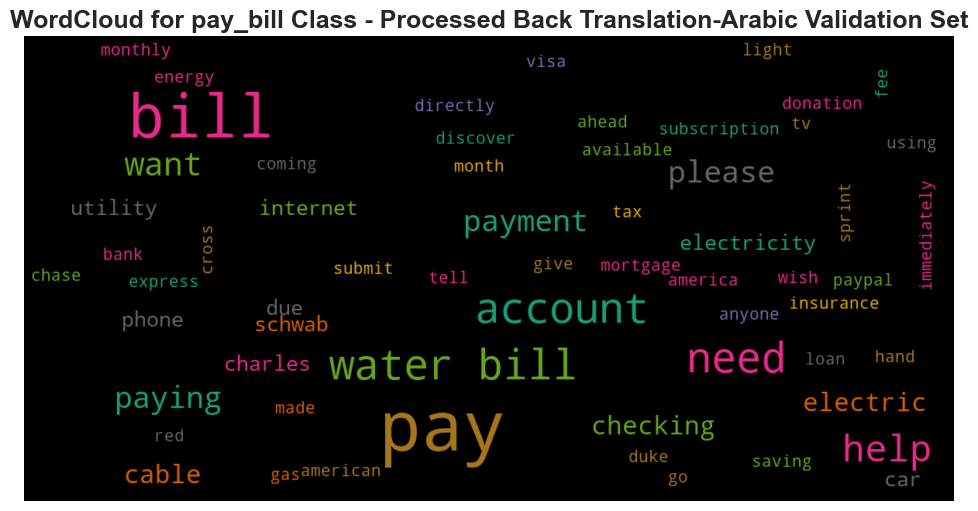 WordCloud for pay_bill Class - Processed Back Translation-Arabic Validation Set
monthly
visa
light
energy
fee
bill
directly
donation
ahead
subscription
tv
discover
available
using
want
coming
month
please
utility
internet
payment
tax
sprint
immediately
electricity
cross
bank
submit
give
mortgage
chase
express
tell
america
wish
paypal
insurance
due
account
phone
schwab
anyone
charles
water bill
need
loan
hand
paying
made
pay
electric
checking
red
help
cable
gas
american
duke
saving
go
car